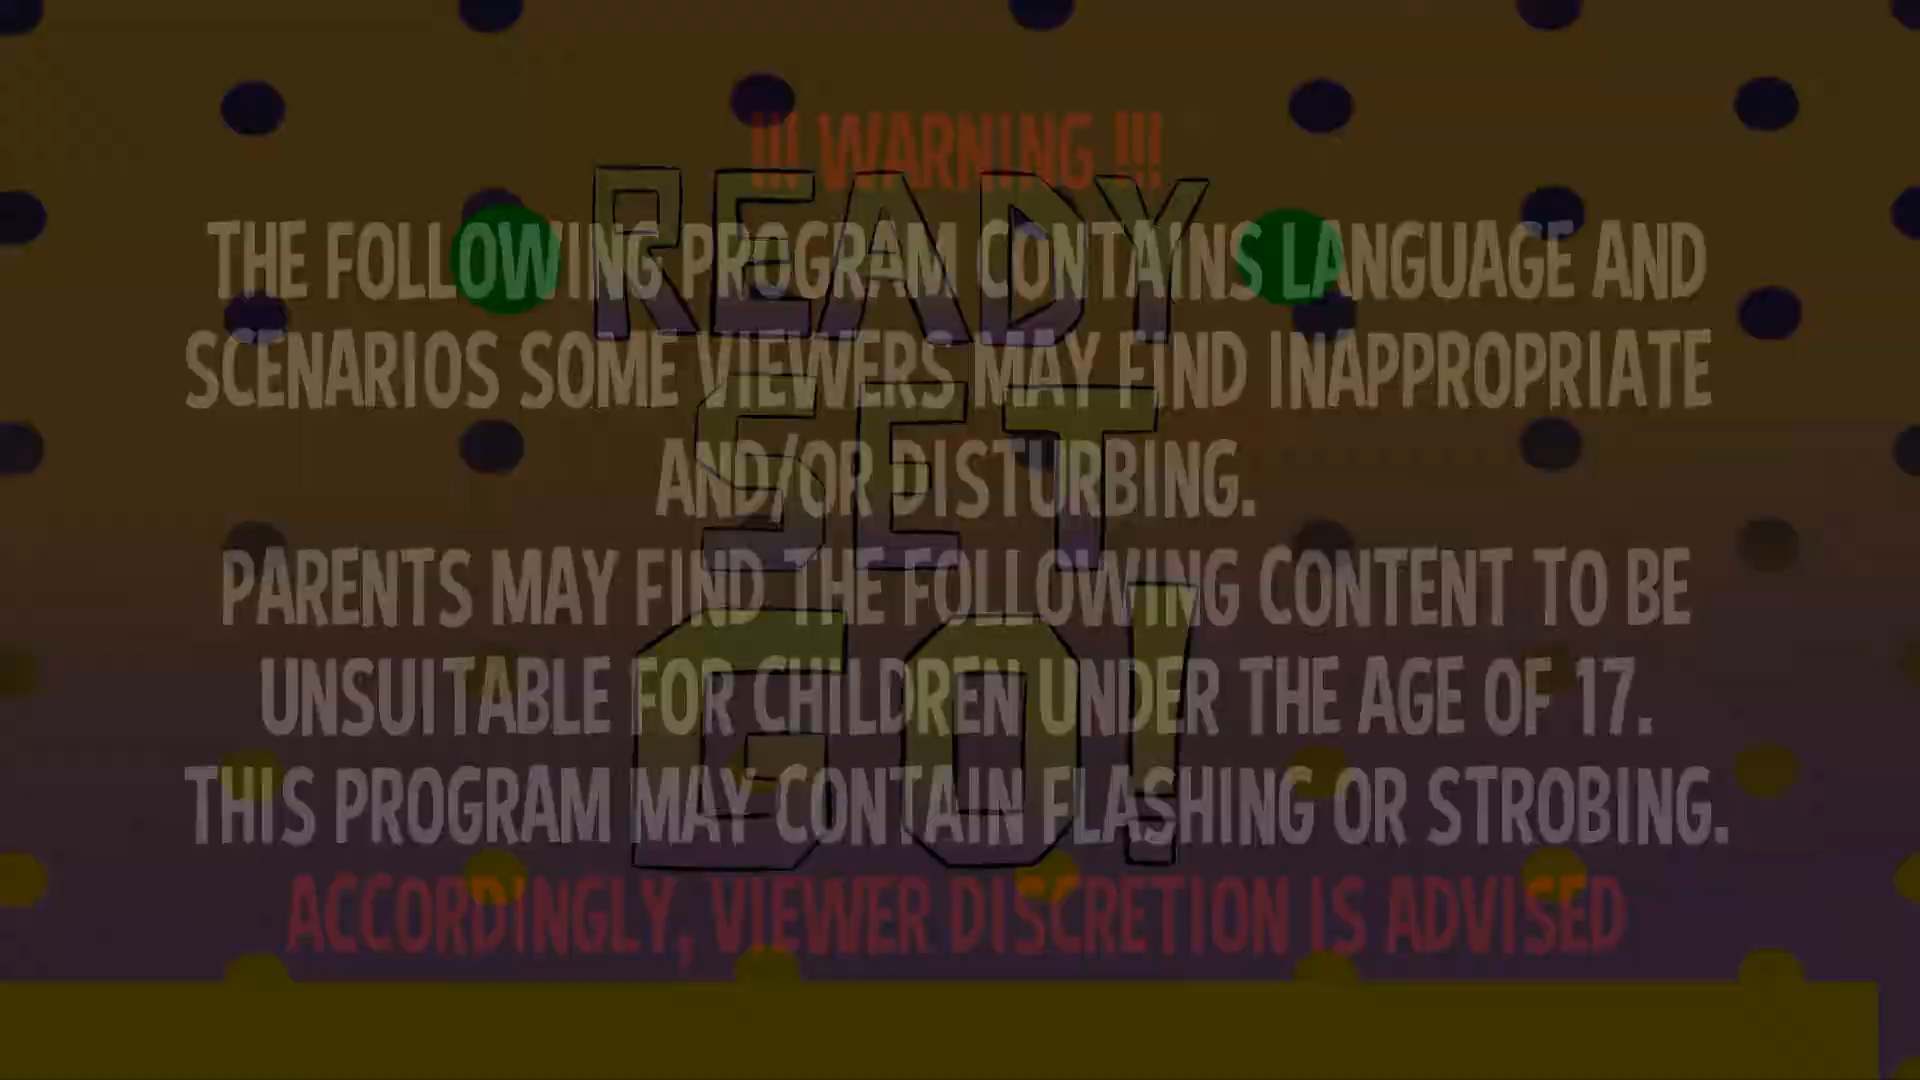 !!! WARNING !!!
READY
THE FOLLOWING PROGRAM CONTAINS LANGUAGE AND
SCENARIOS SOME VIEWERS MAY FIND INAPPROPRIATE
SET
AND/OR DISTURBING.
PARENTS MAY FIND THE FOLLOWING CONTENT TO BE
UNSUITABLE FOR CHILDREN UNDER THE AGE OF 17.
GO!
THIS PROGRAM MAY CONTAIN FLASHING OR STROBING.
ACCORDINGLY, VIEWER DISCRETION IS ADVISED